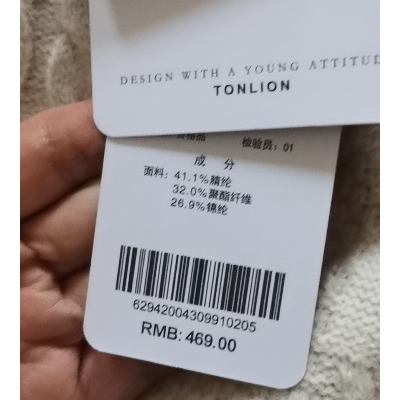 DESIGN WITH A YOUNG ATTITUD
TONLION
检验员：01
成 分
面料：41.1%腈纶
32.0%聚酯纤维
26.9%锦纶
62942004309910205
RMB: 469.00